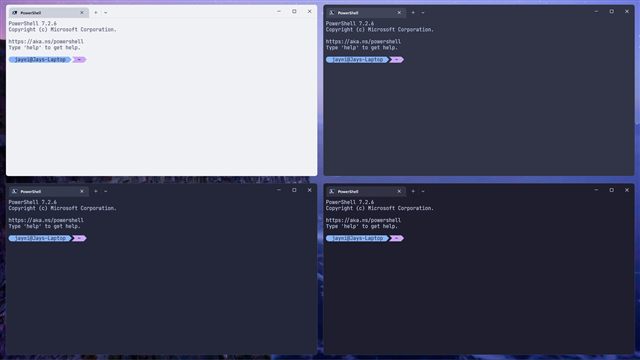 PowerShell
PowerShell 7.2.6
Copyright (c) Microsoft Corporation.
https://aka.ms/powershell
Type 'help' to get help.
jayni@Jays-Laptop ~
PowerShell
PowerShell 7.2.6
Copyright (c) Microsoft Corporation.
https://aka.ms/powershell
Type 'help' to get help.
jayni@Jays-Laptop ~
PowerShell
PowerShell 7.2.6
Copyright (c) Microsoft Corporation.
https://aka.ms/powershell
Type 'help' to get help.
jayni@Jays-Laptop ~
PowerShell
PowerShell 7.2.6
Copyright (c) Microsoft Corporation.
https://aka.ms/powershell
Type 'help' to get help.
jayni@Jays-Laptop ~